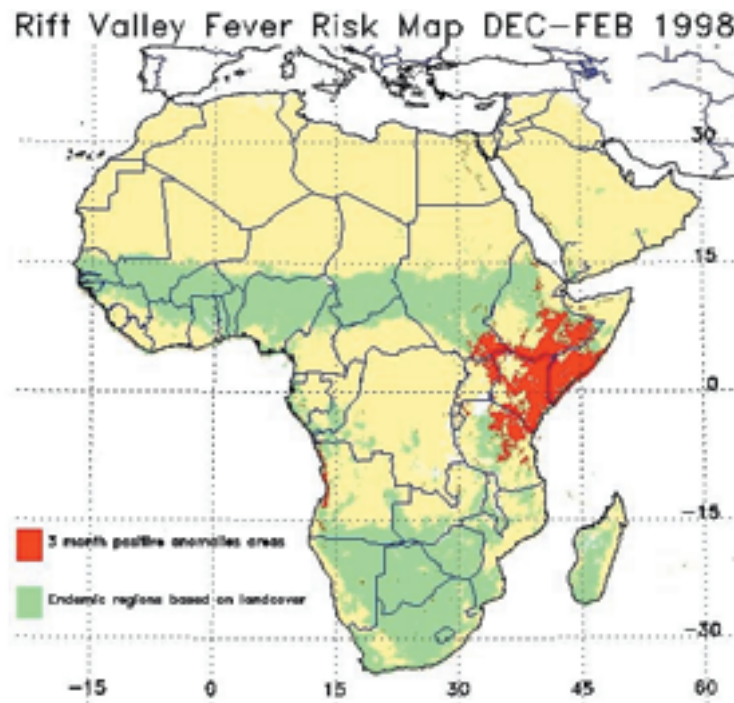 Rift Valley Fever Risk Map DEC-FEB 1998
30
15
0
-15
-30
3 month positive anomalies areas
Endemic regions based on landcover
-15 0 15 30 45 60